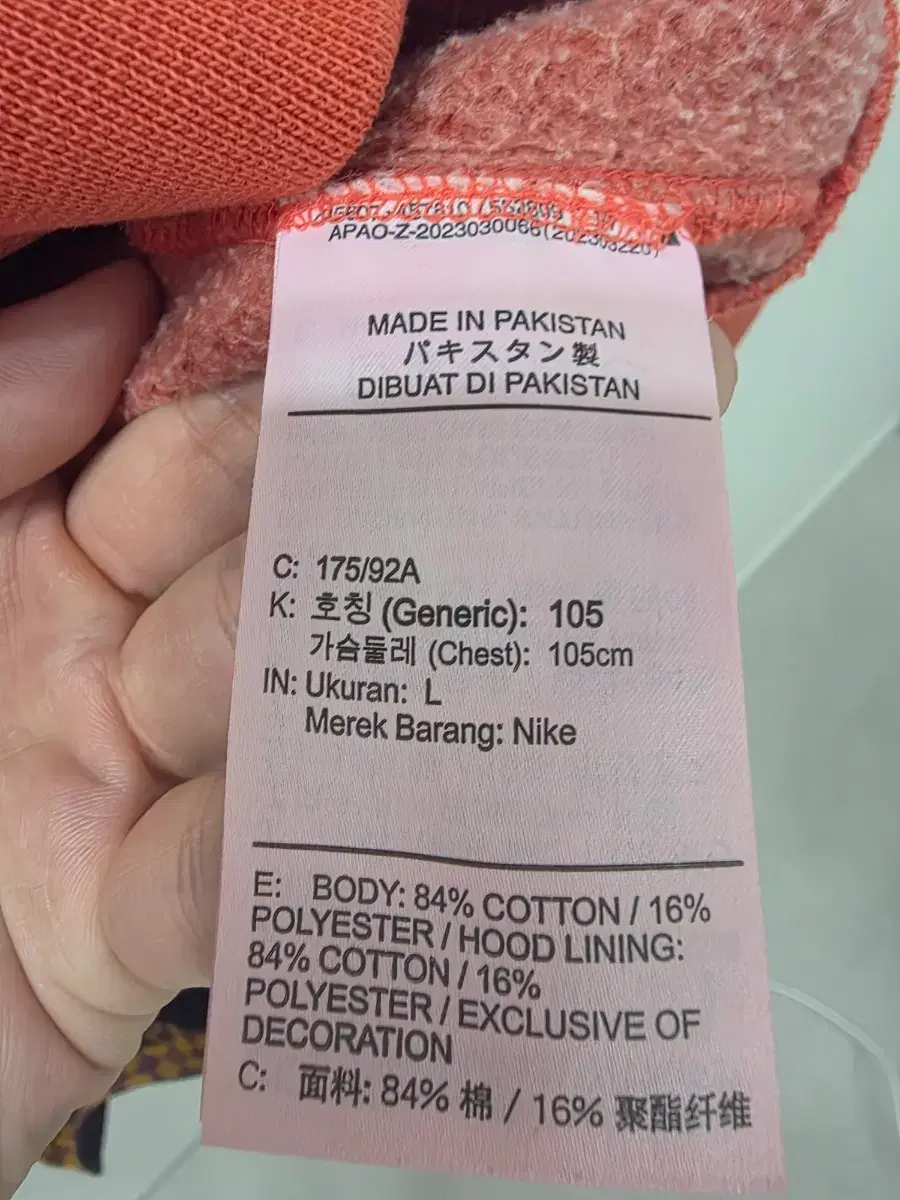 APAO-Z-2023030066(202303220)
MADE IN PAKISTAN
パキスタン製
DIBUAT DI PAKISTAN
C: 175/92A
K: 호칭 (Generic): 105
가슴둘레 (Chest): 105cm
IN: Ukuran: L
Merek Barang: Nike
E: BODY: 84% COTTON / 16%
POLYESTER / HOOD LINING:
84% COTTON / 16%
POLYESTER / EXCLUSIVE OF
DECORATION
C: 面料: 84% 棉 / 16% 聚酯纤维